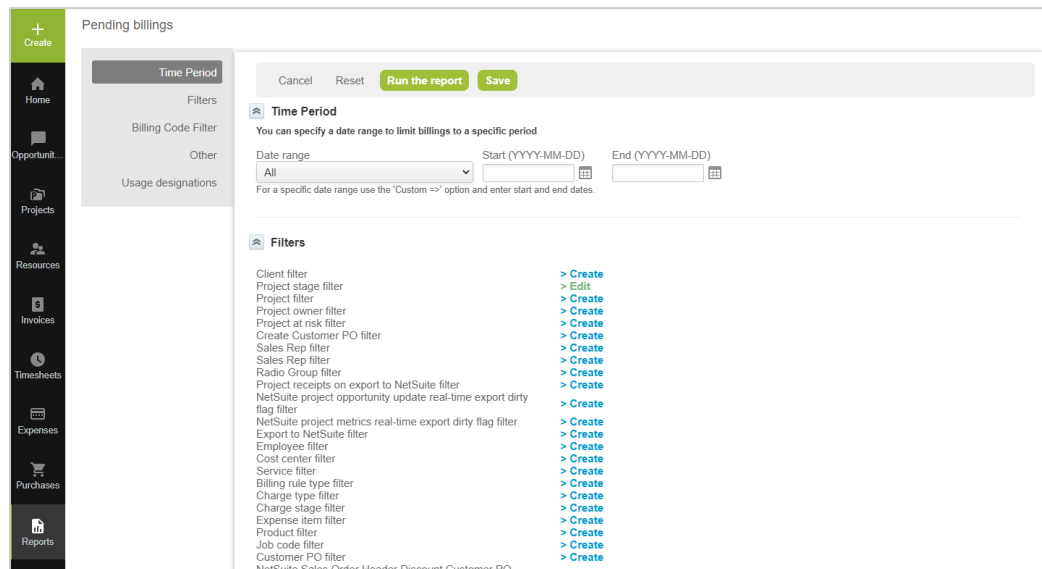 Pending billings
Create
Home
Opportunit...
Projects
Resources
Invoices
Timesheets
Expenses
Purchases
Reports
Time Period
Filters
Billing Code Filter
Other
Usage designations
Cancel Reset Run the report Save
Time Period
You can specify a date range to limit billings to a specific period
Date range Start (YYYY-MM-DD) End (YYYY-MM-DD)
All
For a specific date range use the 'Custom =>' option and enter start and end dates.
Filters
Client filter > Create
Project stage filter > Edit
Project filter > Create
Project owner filter > Create
Project at risk filter > Create
Create Customer PO filter > Create
Sales Rep filter > Create
Sales Rep filter > Create
Radio Group filter > Create
Project receipts on export to NetSuite filter > Create
NetSuite project opportunity update real-time export dirty
flag filter > Create
NetSuite project metrics real-time export dirty flag filter > Create
Export to NetSuite filter > Create
Employee filter > Create
Cost center filter > Create
Service filter > Create
Billing rule type filter > Create
Charge type filter > Create
Charge stage filter > Create
Expense item filter > Create
Product filter > Create
Job code filter > Create
Customer PO filter > Create
NetSuite Sales Order Header Discount Customer PO